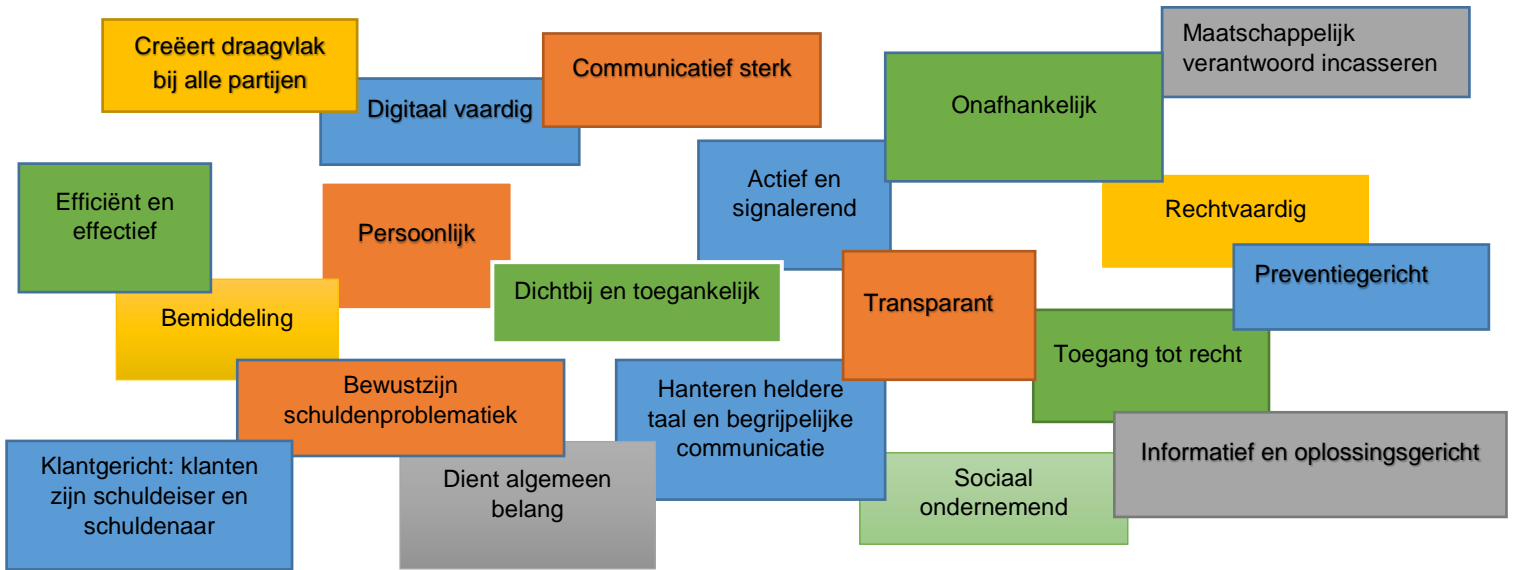 Creëert draagvlak
bij alle partijen
Digitaal vaardig
Communicatief sterk
Onafhankelijk
Maatschappelijk
verantwoord incasseren
Efficiënt en
effectief
Persoonlijk
Actief en
signalerend
Rechtvaardig
Preventiegericht
Bemiddeling
Dichtbij en toegankelijk
Transparant
Toegang tot recht
Bewustzijn
schuldenproblematiek
Hanteren heldere
taal en begrijpelijke
communicatie
Informatief en oplossingsgericht
Klantgericht: klanten
zijn schuldeiser en
schuldenaar
Dient algemeen
belang
Sociaal
ondernemend